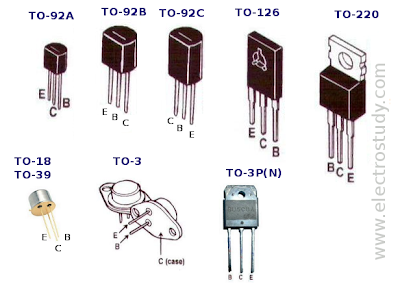 TO-92A
TO-92B
TO-92C
TO-126
TO-220
E
C
B
E
B
C
C
B
E
E
C
B
B
C
E
TO-18
TO-39
TO-3
TO-3P(N)
E
C
B
E
B
C (case)
B C E
www.electrostudy.com